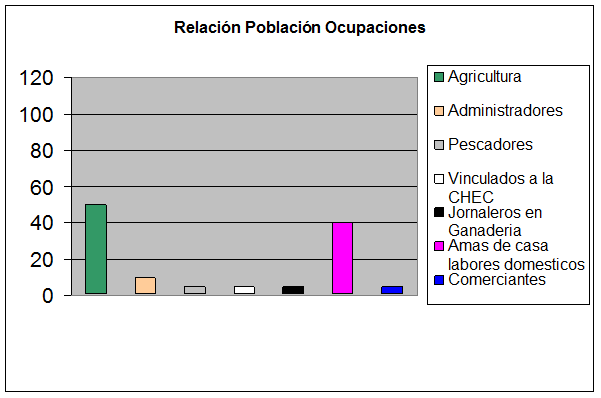 Relación Población Ocupaciones
120
100
80
60
40
20
0
Agricultura
Administradores
Pescadores
Vinculados a la
CHEC
Jornaleros en
Ganaderia
Amas de casa
labores domesticos
Comerciantes